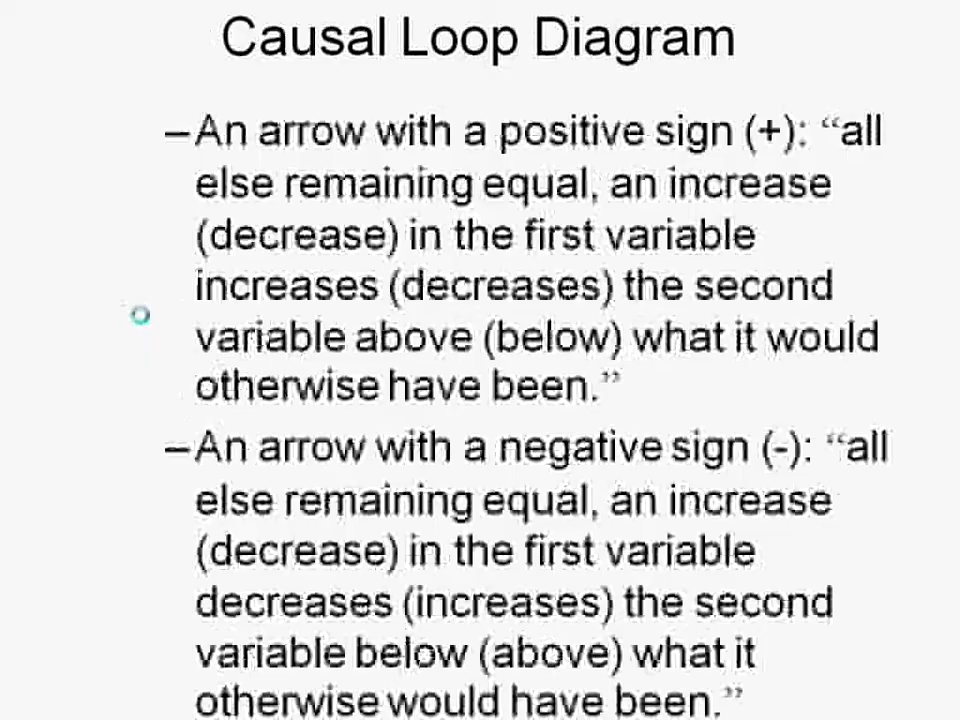 Causal Loop Diagram
–An arrow with a positive sign (+): “all
else remaining equal, an increase
(decrease) in the first variable
increases (decreases) the second
variable above (below) what it would
otherwise have been.”
–An arrow with a negative sign (-): “all
else remaining equal, an increase
(decrease) in the first variable
decreases (increases) the second
variable below (above) what it
otherwise would have been.”